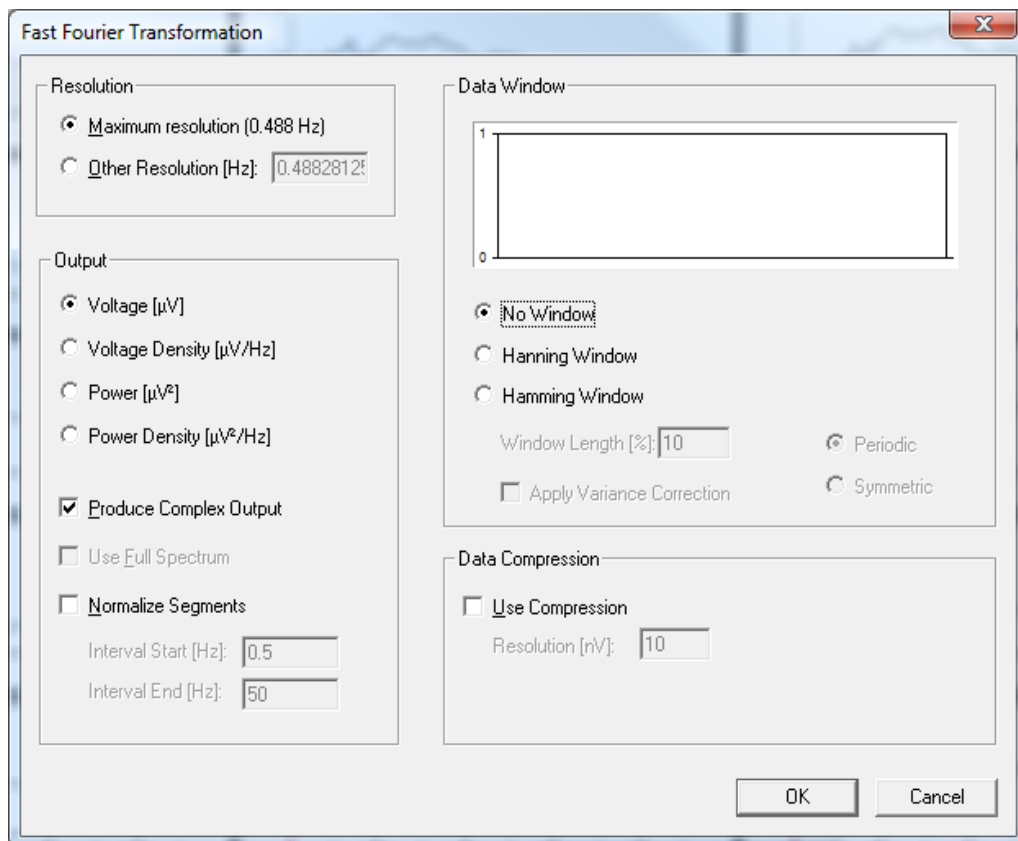 Fast Fourier Transformation
Resolution
Maximum resolution (0.488 Hz)
Other Resolution [Hz]: 0.48828125
Output
Voltage [µV]
Voltage Density [µV/Hz]
Power [µV²]
Power Density [µV²/Hz]
Produce Complex Output
Use Full Spectrum
Normalize Segments
Interval Start [Hz]: 0.5
Interval End [Hz]: 50
Data Window
1
0
No Window
Hanning Window
Hamming Window
Window Length [%]: 10
Periodic
Apply Variance Correction
Symmetric
Data Compression
Use Compression
Resolution [nV]: 10
OK
Cancel